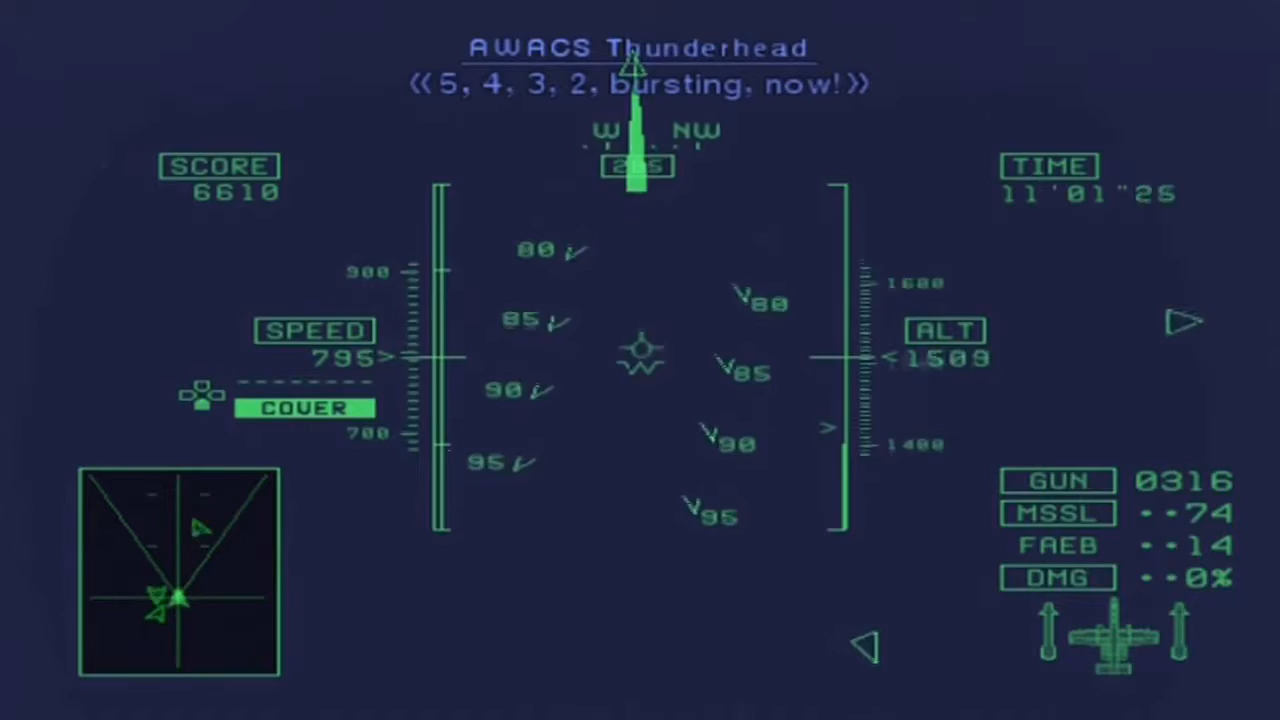 AWACS Thunderhead
«5, 4, 3, 2, bursting, now!»
W NW
SCORE
6610
TIME
11'01"25
80
80
85
85
90
90
95
95
900
SPEED
795>
COVER
700
1600
ALT
<1509
1400
GUN 0316
MSSL ··74
FAEB ··14
DMG ··0%